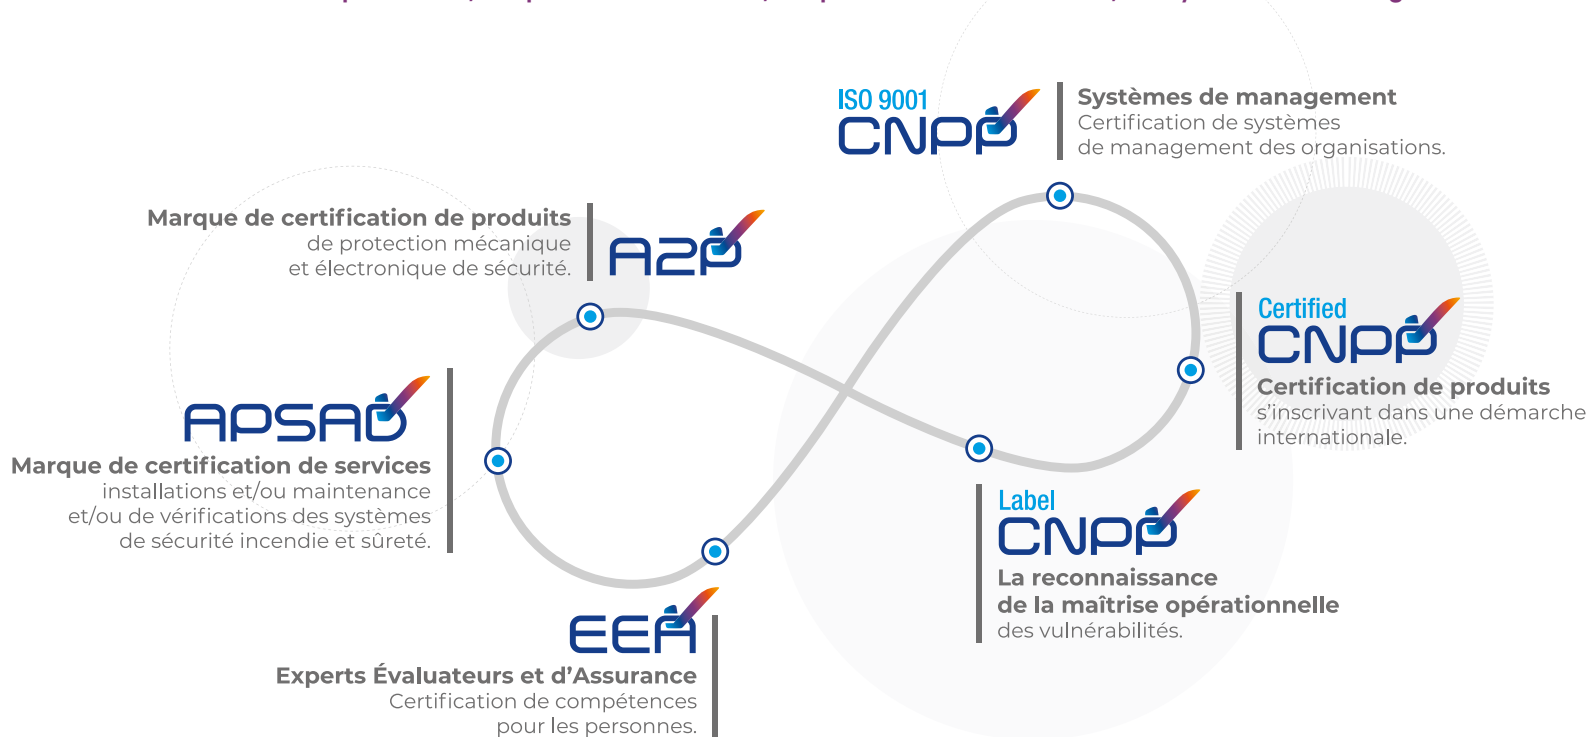 ISO 9001
CNPP
Systèmes de management
Certification de systèmes
de management des organisations.
Marque de certification de produits
de protection mécanique
et électronique de sécurité.
A2P
Certified
CNPP
Certification de produits
s’inscrivant dans une démarche
internationale.
APSAD
Marque de certification de services
installations et/ou maintenance
et/ou de vérifications des systèmes
de sécurité incendie et sûreté.
Label
CNPP
La reconnaissance
de la maîtrise opérationnelle
des vulnérabilités.
EEA
Experts Évaluateurs et d’Assurance
Certification de compétences
pour les personnes.